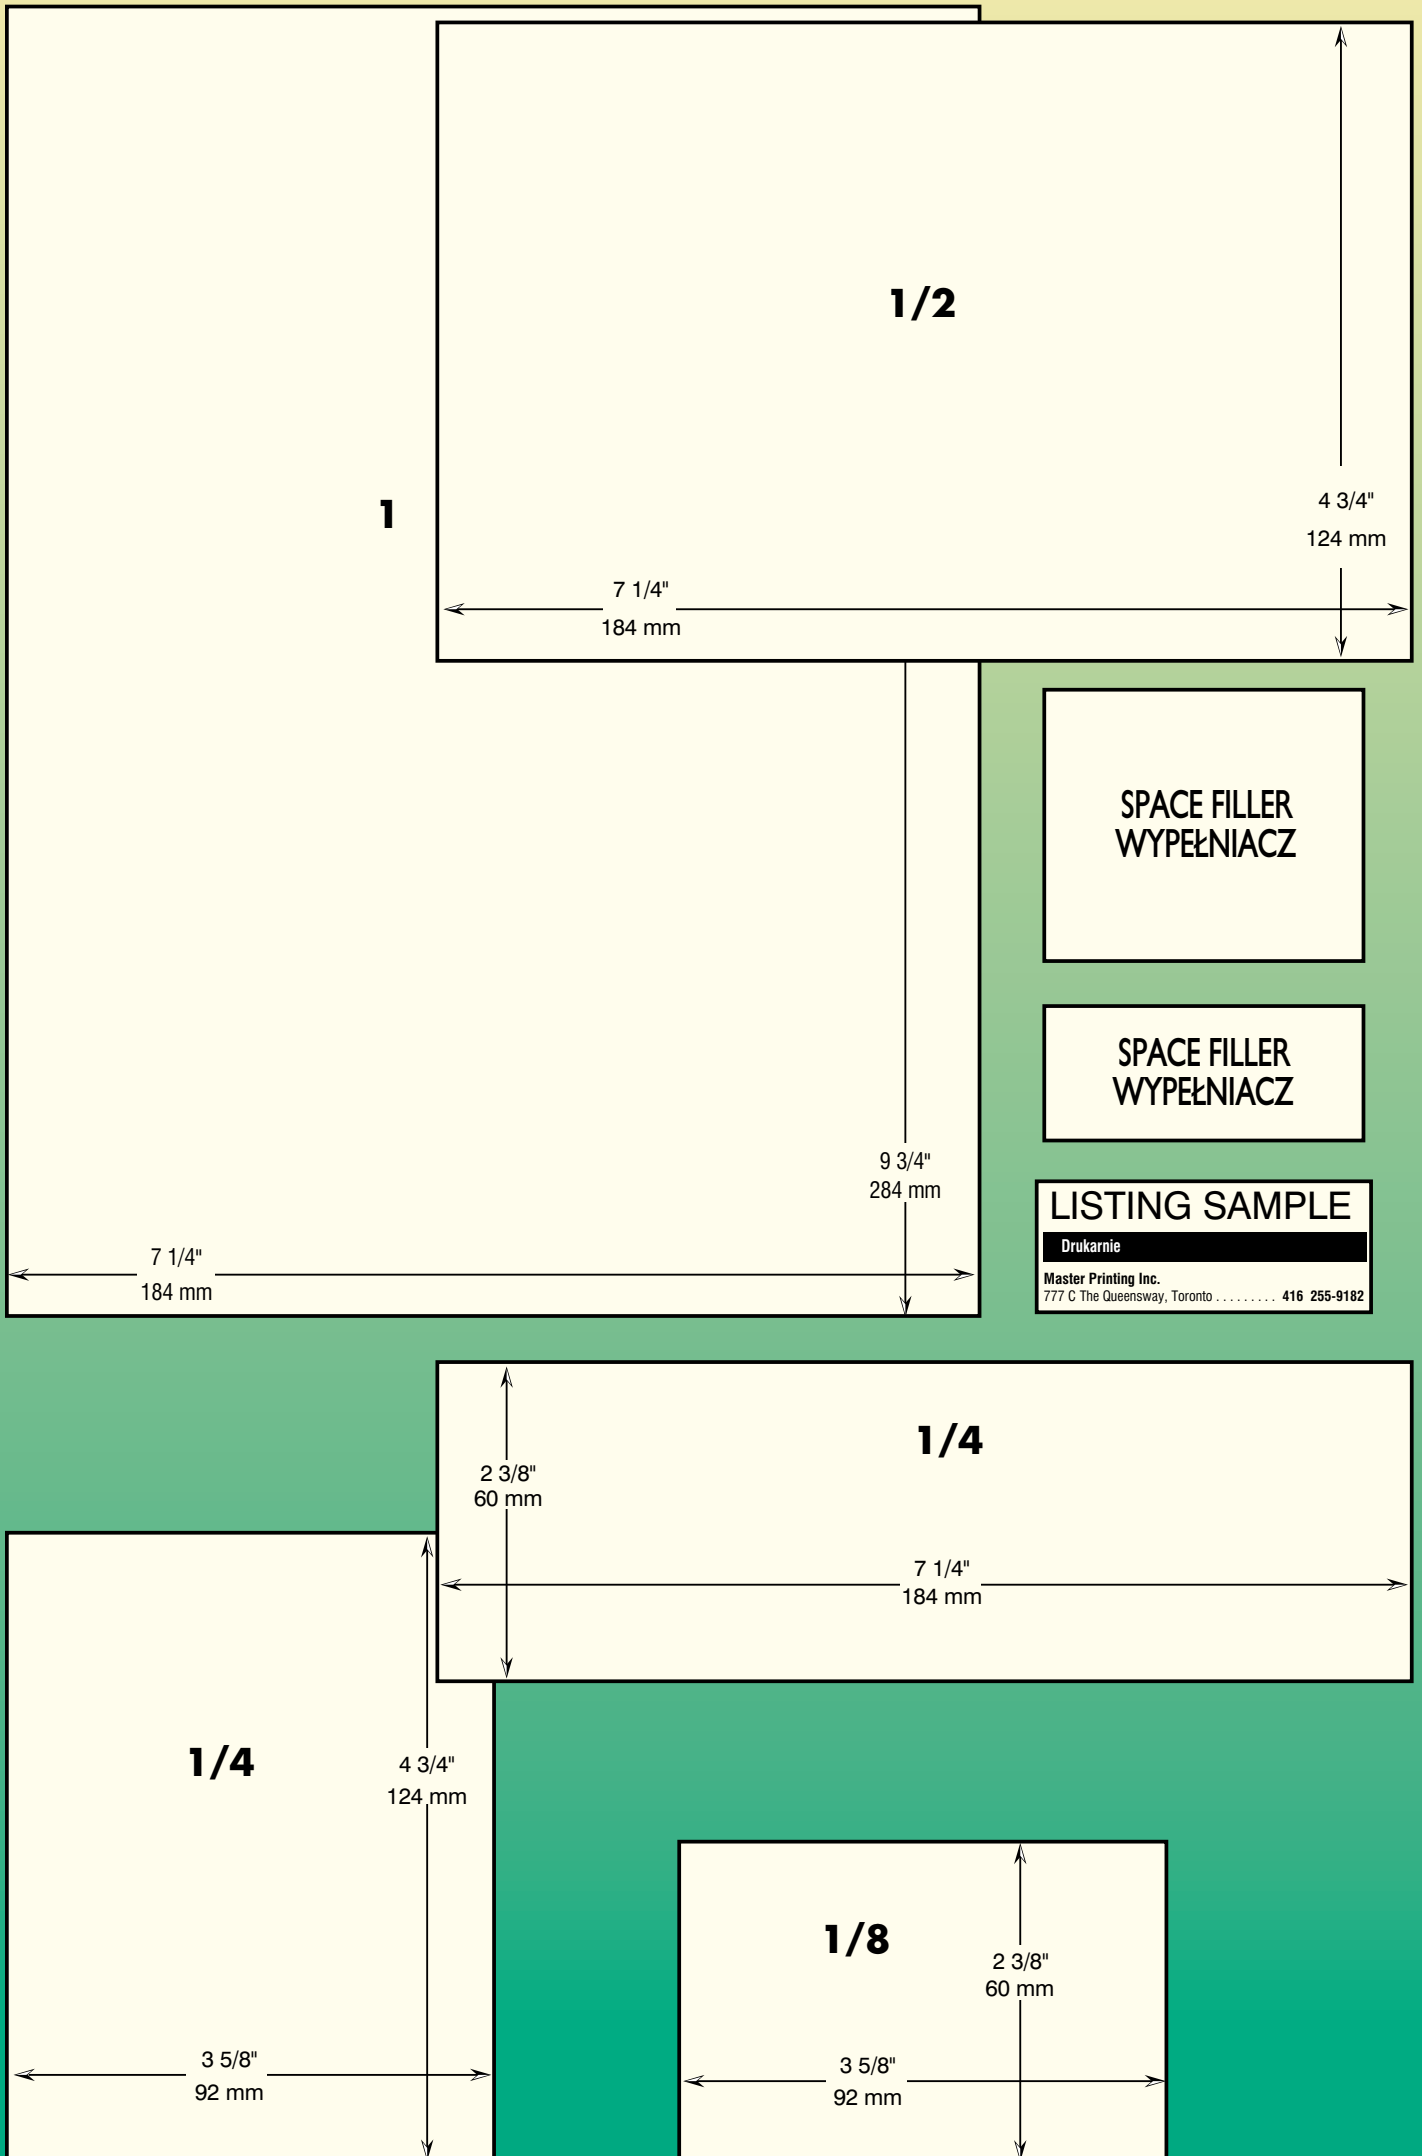 1/2
1
4 3/4"
124 mm
7 1/4"
184 mm
SPACE FILLER
WYPEŁNIACZ
SPACE FILLER
WYPEŁNIACZ
9 3/4"
284 mm
7 1/4"
184 mm
LISTING SAMPLE
Drukarnie
Master Printing Inc.
777 C The Queensway, Toronto . . . . . . . . . 416 255-9182
1/4
2 3/8"
60 mm
7 1/4"
184 mm
1/4
4 3/4"
124 mm
3 5/8"
92 mm
1/8
2 3/8"
60 mm
3 5/8"
92 mm